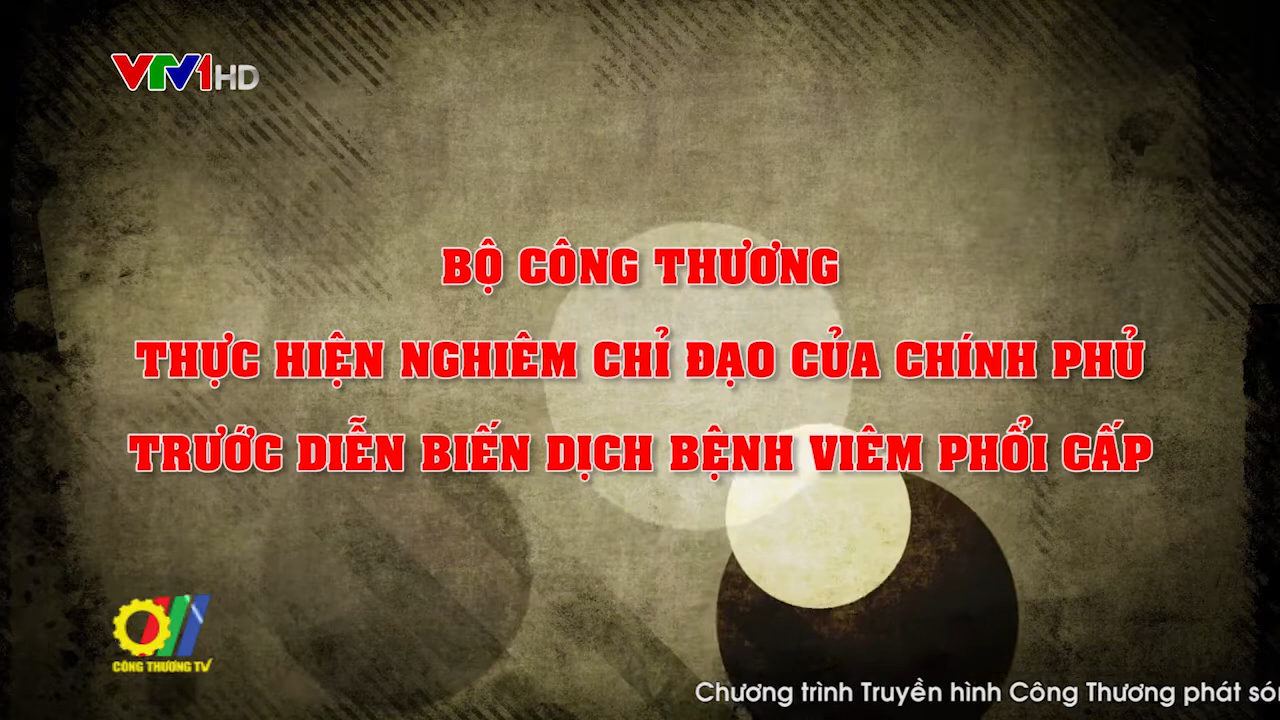 VTV1HD
BỘ CÔNG THƯƠNG
THỰC HIỆN NGHIÊM CHỈ ĐẠO CỦA CHÍNH PHỦ
TRƯỚC DIỄN BIẾN DỊCH BỆNH VIÊM PHỔI CẤP
CÔNG THƯƠNG TV
Chương trình Truyền hình Công Thương phát